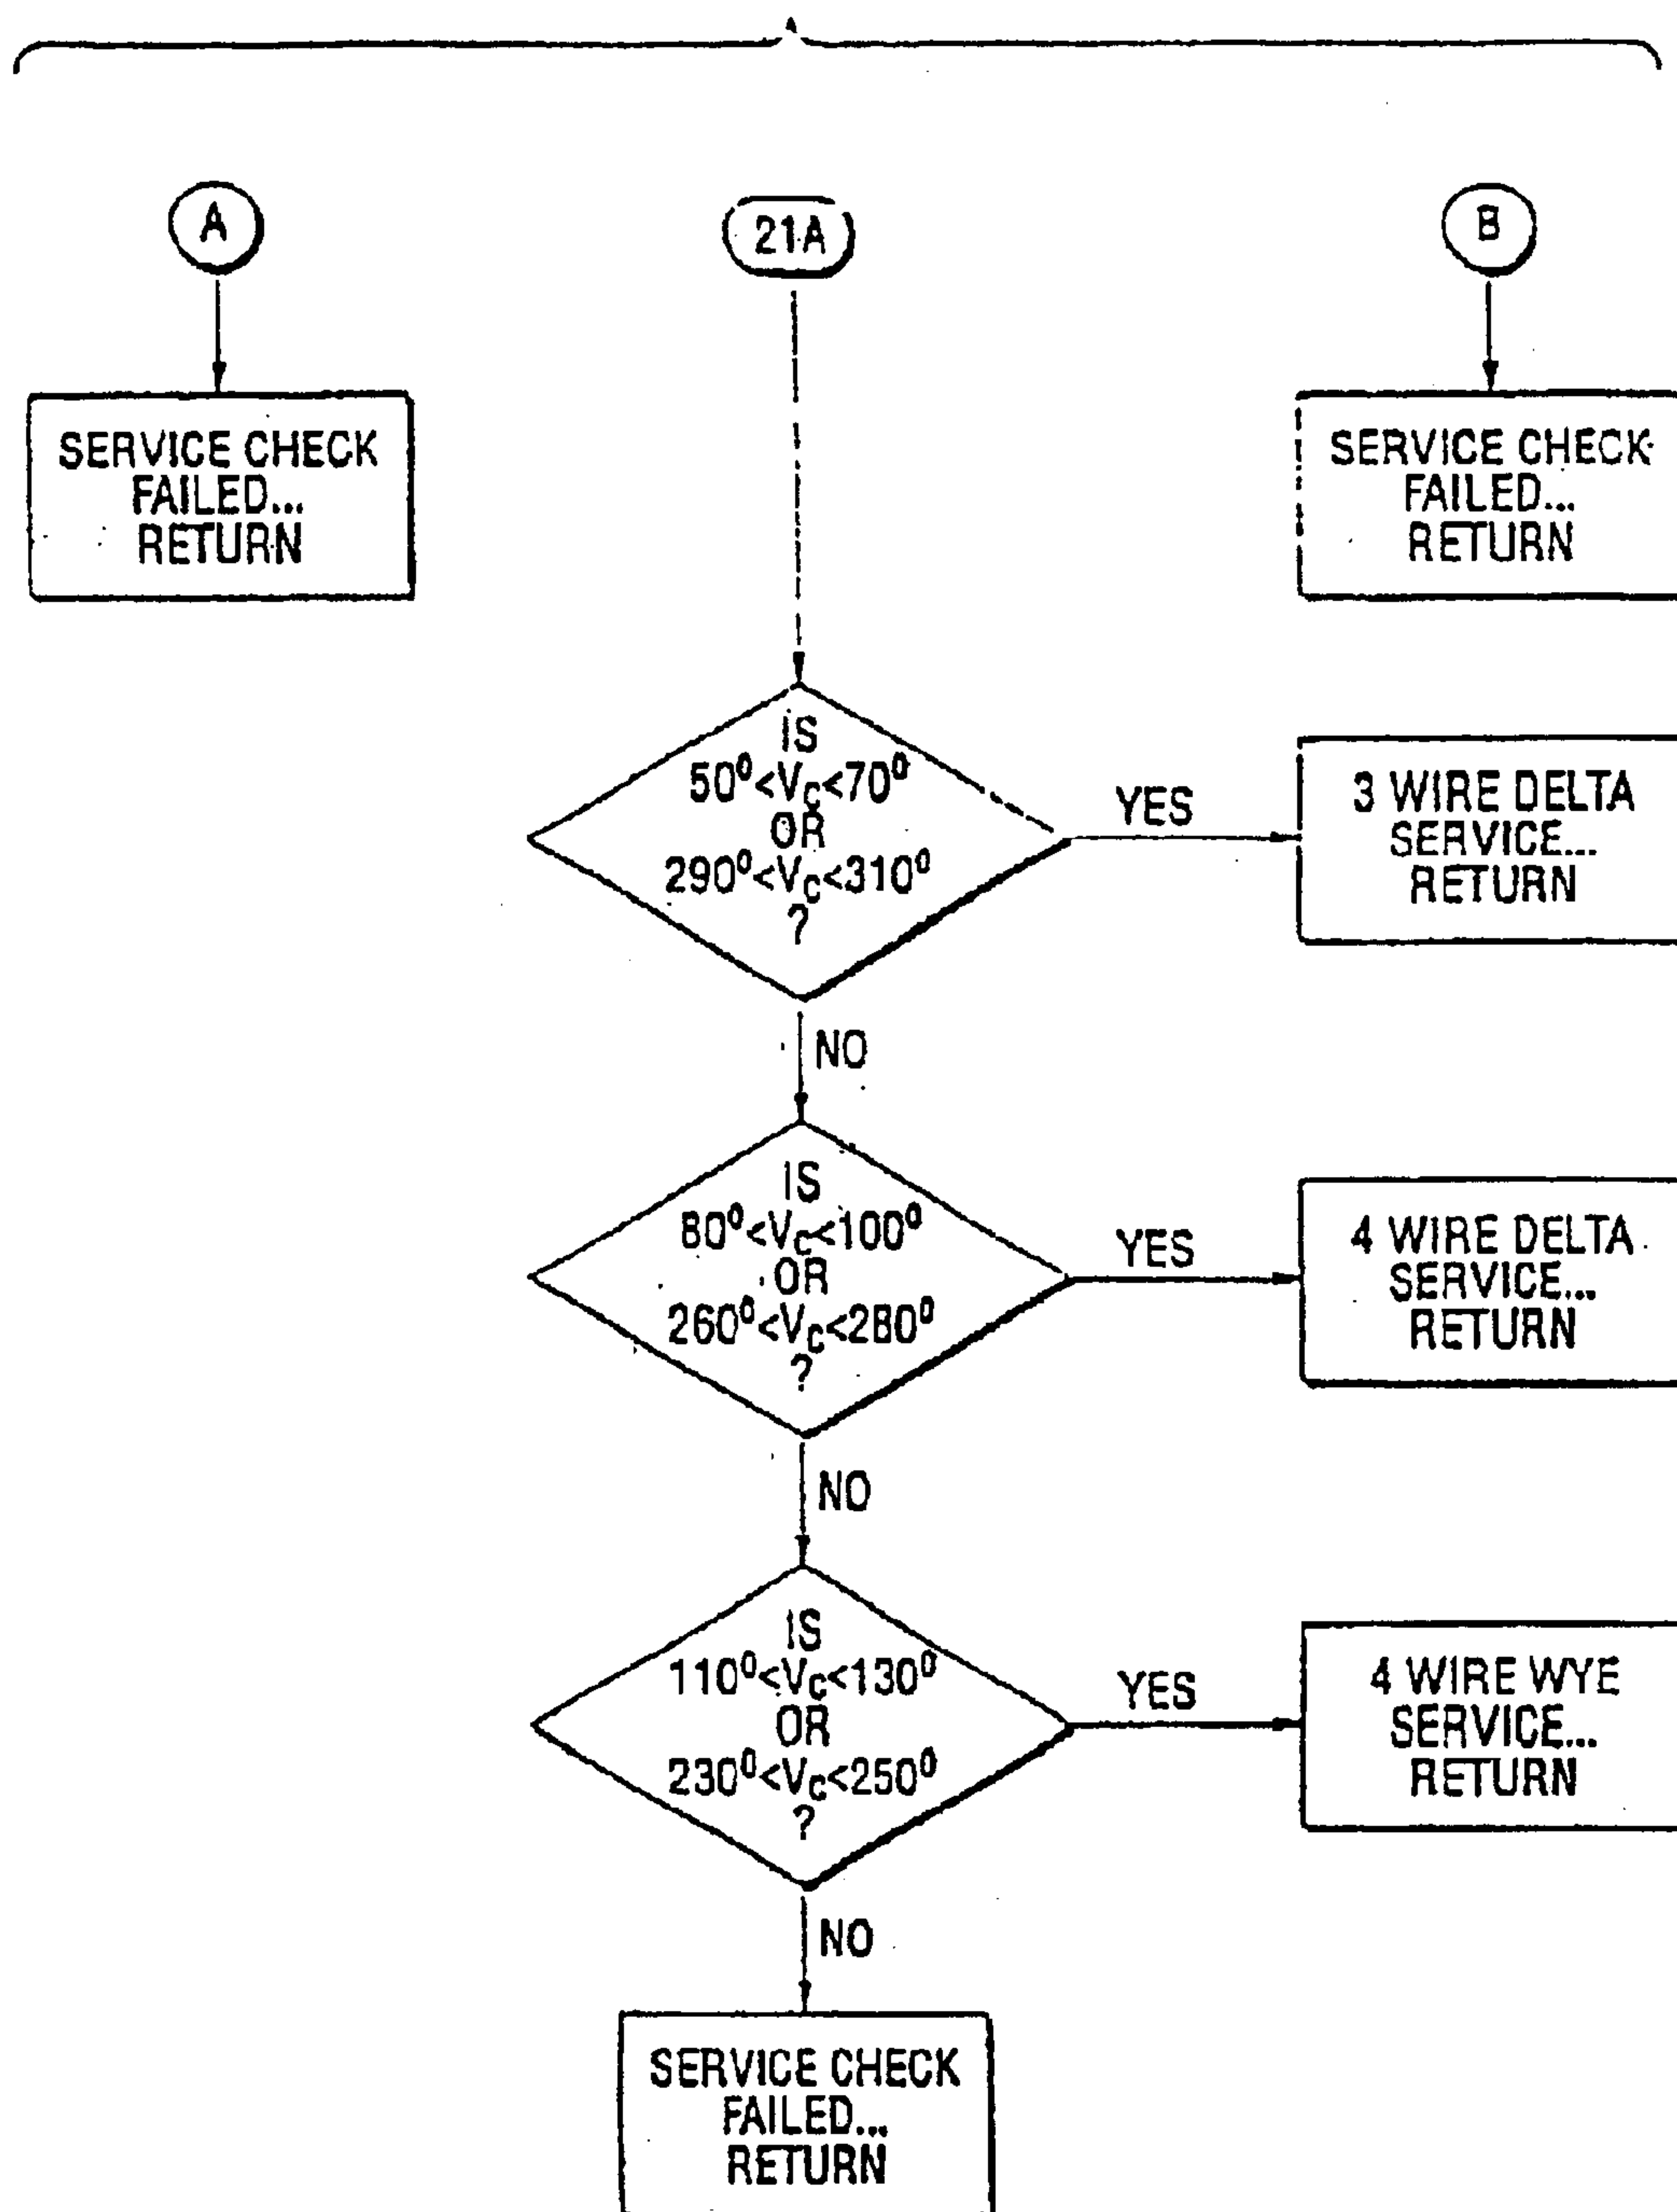 A
21A
B
SERVICE CHECK
FAILED...
RETURN
SERVICE CHECK
FAILED...
RETURN
IS
50⁰<V_C<70⁰
OR
290⁰<V_C<310⁰
?
YES
3 WIRE DELTA
SERVICE...
RETURN
NO
IS
80⁰<V_C<100⁰
OR
260⁰<V_C<280⁰
?
YES
4 WIRE DELTA
SERVICE...
RETURN
NO
IS
110⁰<V_C<130⁰
OR
230⁰<V_C<250⁰
?
YES
4 WIRE WYE
SERVICE...
RETURN
NO
SERVICE CHECK
FAILED...
RETURN